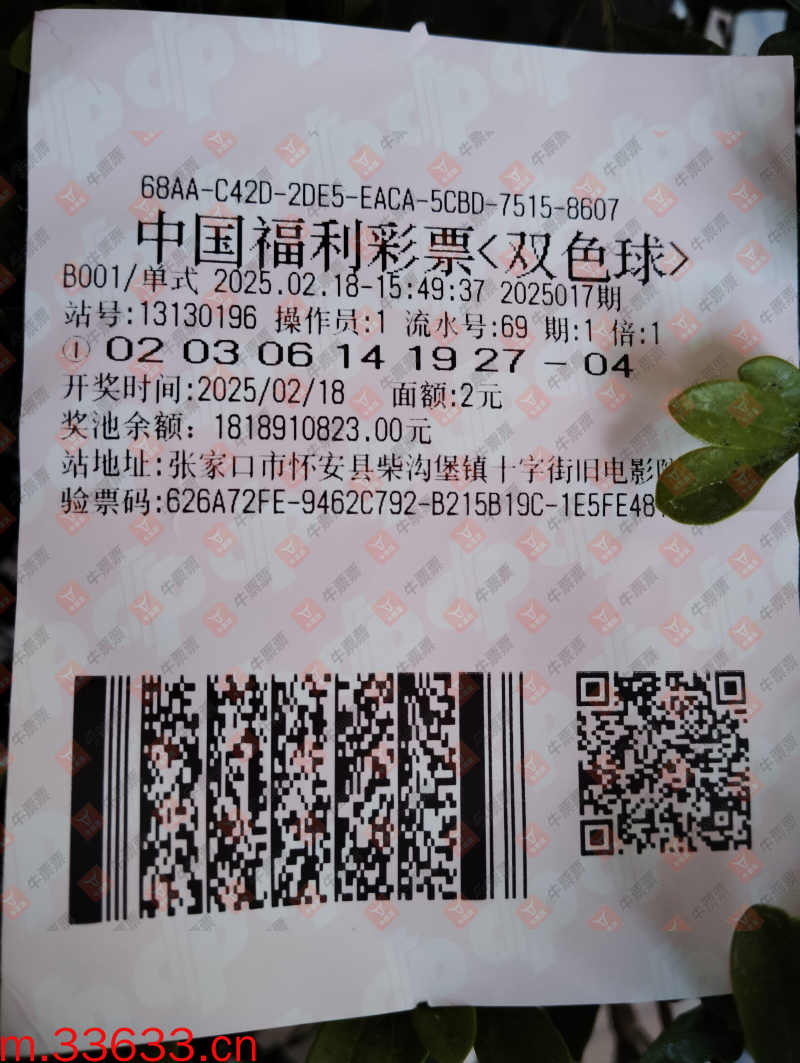 68AA-C42D-2DE5-EACA-5CBD-7515-8607
中国福利彩票<双色球>
B001/单式 2025.02.18-15:49:37 2025017期
站号:13130196 操作员:1 流水号:69 期:1 倍:1
① 02 03 06 14 19 27 - 04
开奖时间:2025/02/18 面额:2元
奖池余额: 1818910823.00元
站地址:张家口市怀安县柴沟堡镇十字街旧电影
验票码:626A72FE-9462C792-B215B19C-1E5FE48
牛票票
m.33633.cn